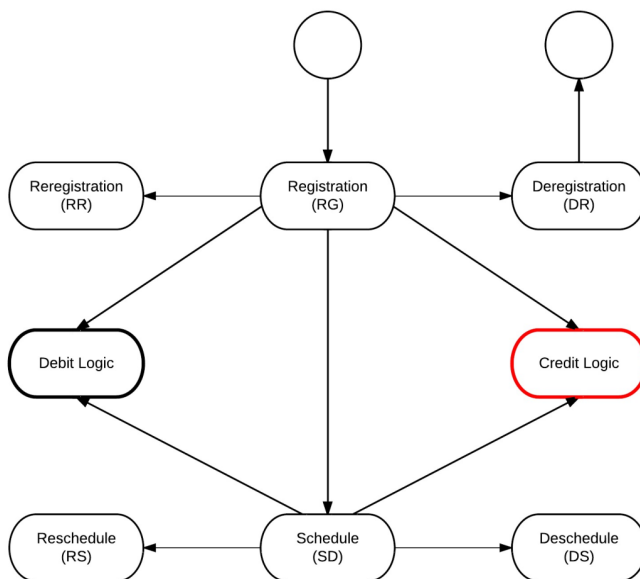 Reregistration
(RR)
Registration
(RG)
Deregistration
(DR)
Debit Logic
Credit Logic
Reschedule
(RS)
Schedule
(SD)
Deschedule
(DS)